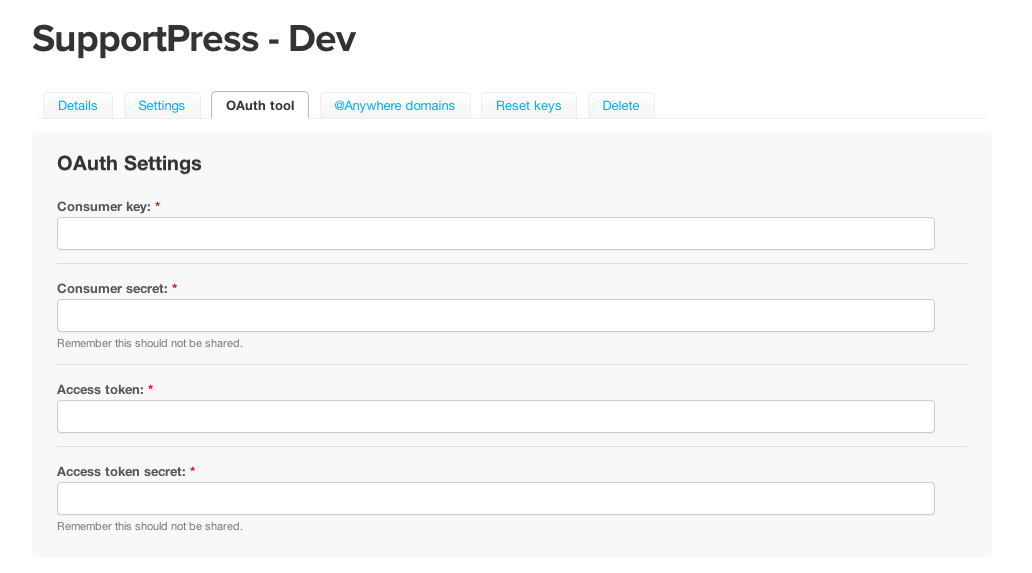 SupportPress - Dev
Details Settings OAuth tool @Anywhere domains Reset keys Delete
OAuth Settings
Consumer key: *
Consumer secret: *
Remember this should not be shared.
Access token: *
Access token secret: *
Remember this should not be shared.